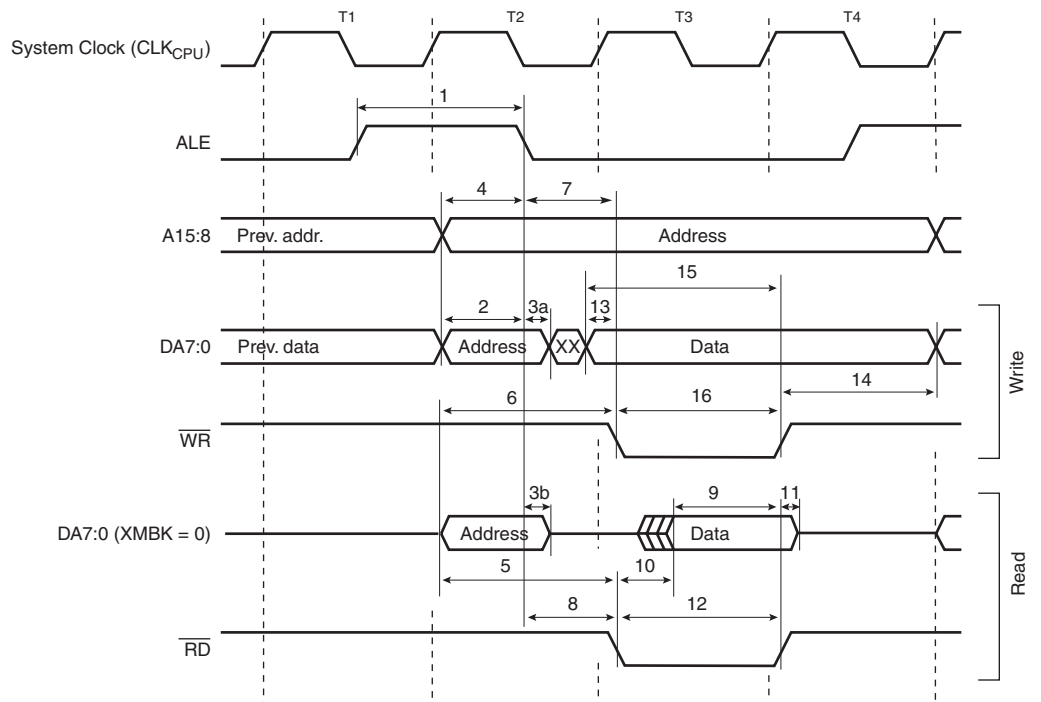 T1 T2 T3 T4
System Clock (CLKCPU)
1
ALE
4 7
A15:8 Prev. addr. Address
15
2 3a 13
DA7:0 Prev. data Address XX Data
14
6 16
WR
Write
3b 9 11
DA7:0 (XMBK = 0) Address Data
5 10
8 12
RD
Read